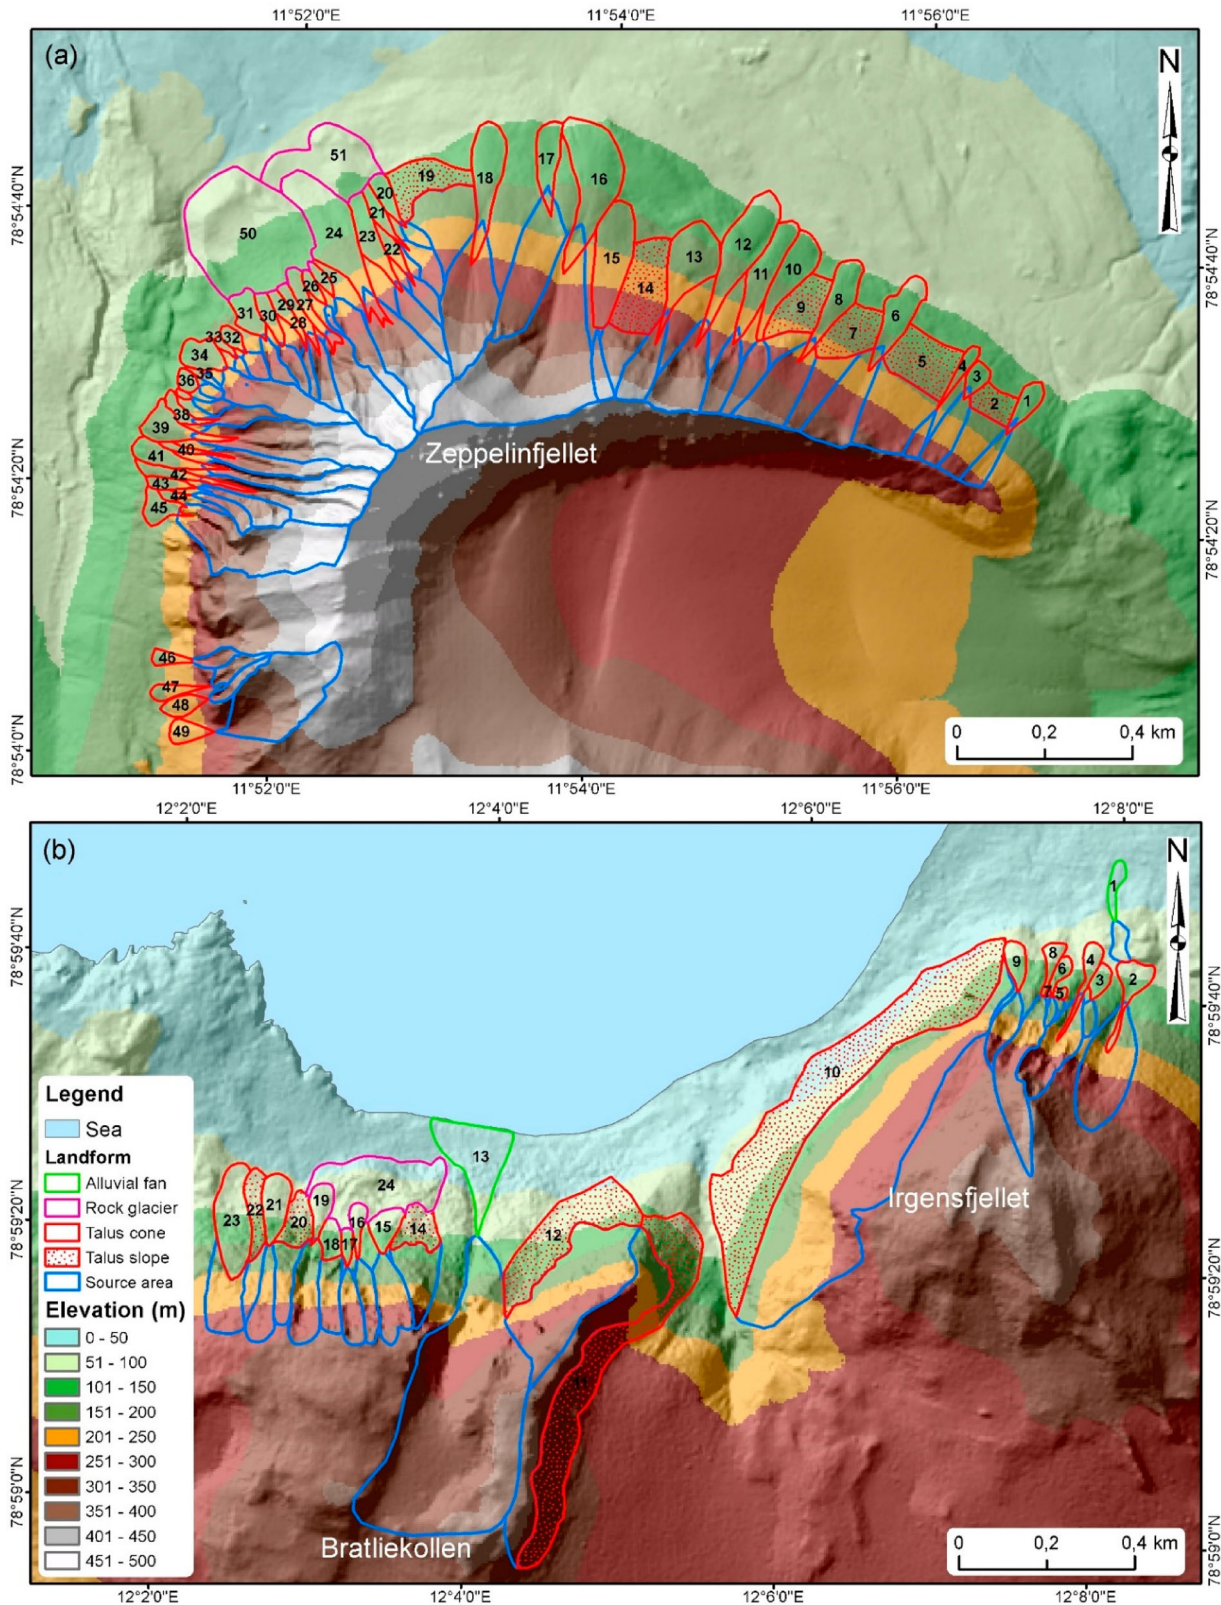 11°52'0"E 11°54'0"E 11°56'0"E
(a)
N
78°54'40"N
78°54'20"N
78°54'0"N
78°54'40"N
78°54'20"N
51
50
24
20
21
23
22
19
18
17
16
15
14
13
12
11
10
9
8
7
6
5
4
3
2
1
25
26
27
29
28
30
31
32
33
34
35
36
38
39
40
41
42
43
44
45
46
47
48
49
Zeppelinfjellet
0 0,2 0,4 km
11°52'0"E 11°54'0"E 11°56'0"E
12°2'0"E 12°4'0"E 12°6'0"E 12°8'0"E
(b)
N
78°59'40"N
78°59'20"N
78°59'0"N
78°59'40"N
78°59'20"N
78°59'0"N
1
2
3
4
5
6
7
8
9
10
11
12
13
14
15
16
17
18
19
20
21
22
23
24
Irgensfjellet
Bratliekollen
Legend
Sea
Landform
Alluvial fan
Rock glacier
Talus cone
Talus slope
Source area
Elevation (m)
0 - 50
51 - 100
101 - 150
151 - 200
201 - 250
251 - 300
301 - 350
351 - 400
401 - 450
451 - 500
0 0,2 0,4 km
12°2'0"E 12°4'0"E 12°6'0"E 12°8'0"E